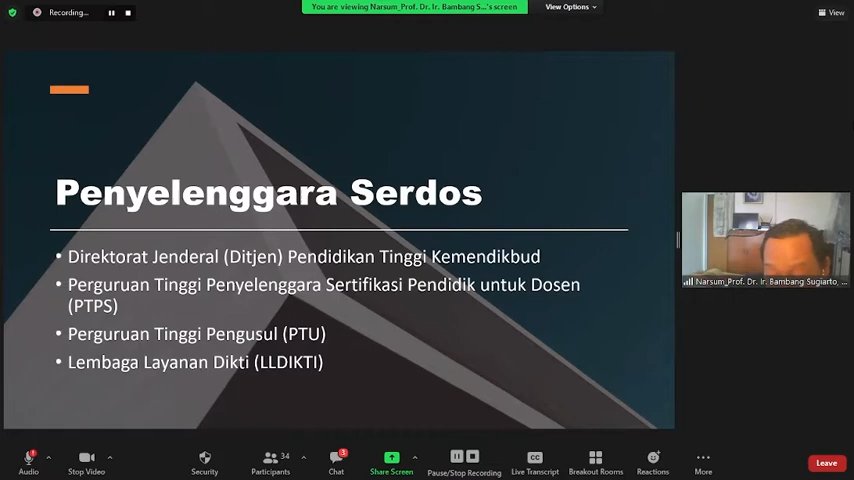 Recording...
You are viewing Narsum_Prof. Dr. Ir. Bambang S...'s screen
View Options
View
Penyelenggara Serdos
• Direktorat Jenderal (Ditjen) Pendidikan Tinggi Kemendikbud
• Perguruan Tinggi Penyelenggara Sertifikasi Pendidik untuk Dosen
(PTPS)
• Perguruan Tinggi Pengusul (PTU)
• Lembaga Layanan Dikti (LLDIKTI)
Narsum_Prof. Dr. Ir. Bambang Sugiarto, ...
34
3
Audio
Stop Video
Security
Participants
Chat
Share Screen
Pause/Stop Recording
Live Transcript
Breakout Rooms
Reactions
More
Leave